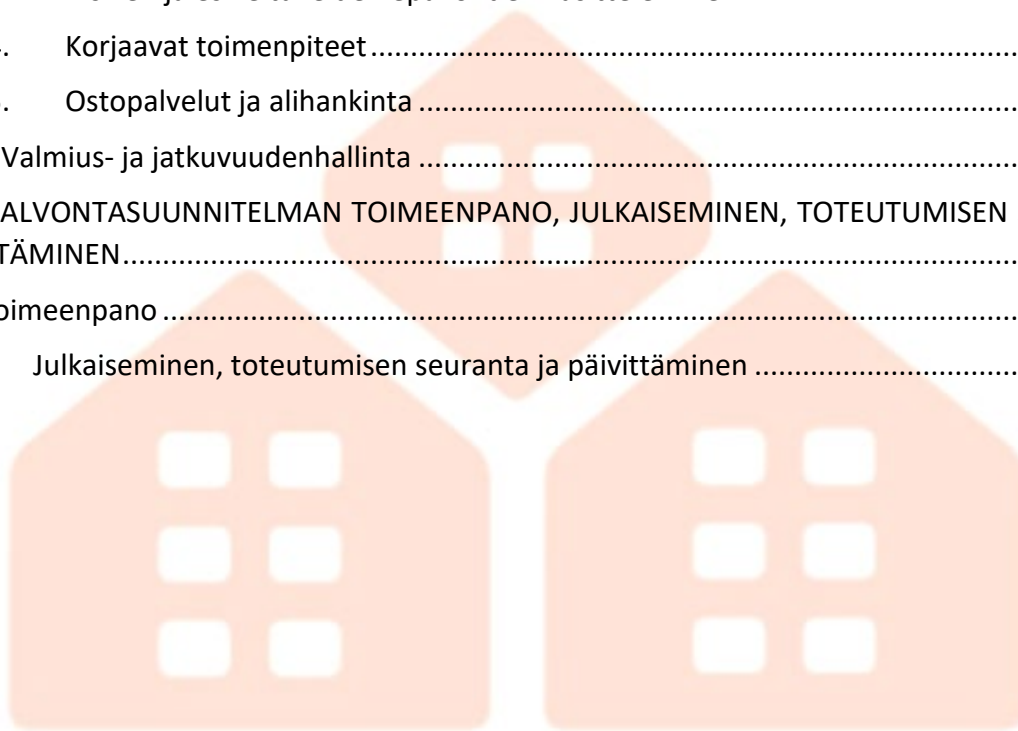 . Korjaavat toimenpiteet
. Ostopalvelut ja alihankinta
Valmius- ja jatkuvuudenhallinta
ALVONTASUUNNITELMAN TOIMEENPANO, JULKAISEMINEN, TOTEUTUMISEN
TÄMINEN
oimeenpano
Julkaiseminen, toteutumisen seuranta ja päivittäminen